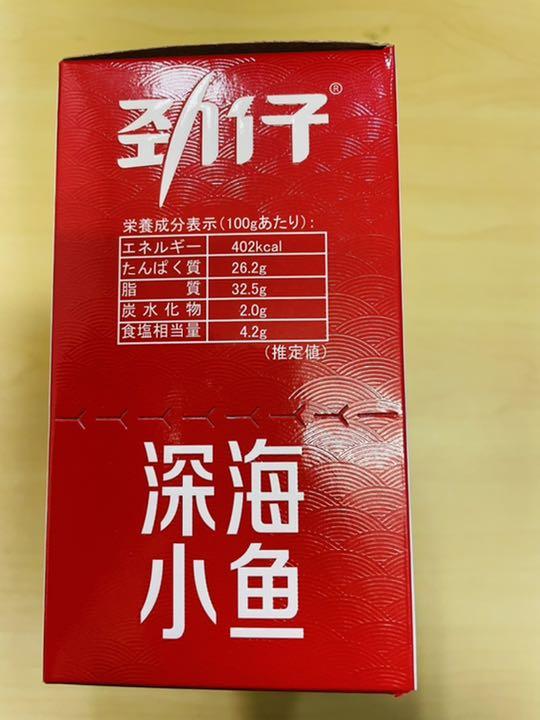 劲仔®
栄養成分表示(100gあたり):
エネルギー 402kcal
たんぱく質 26.2g
脂質 32.5g
炭水化物 2.0g
食塩相当量 4.2g
(推定値)
深海
小鱼